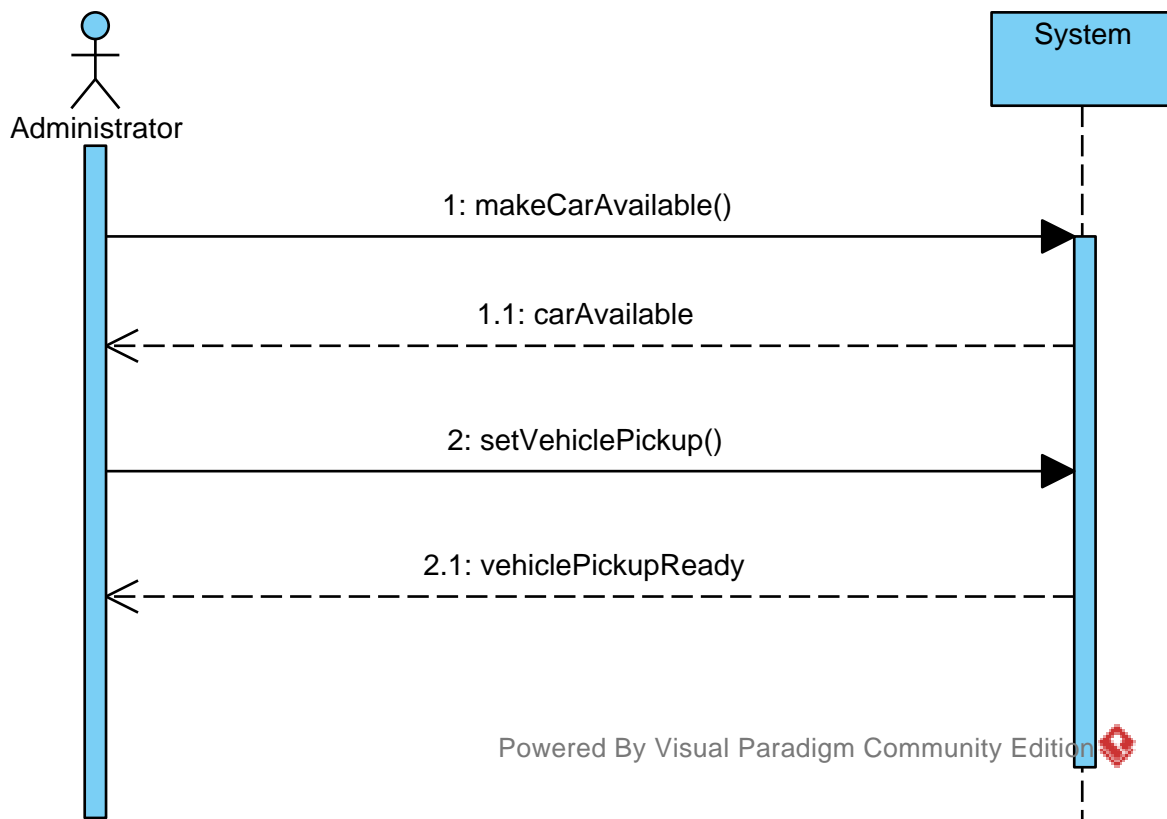 System
Administrator
1: makeCarAvailable()
1.1: carAvailable
2: setVehiclePickup()
2.1: vehiclePickupReady
Powered By Visual Paradigm Community Edition